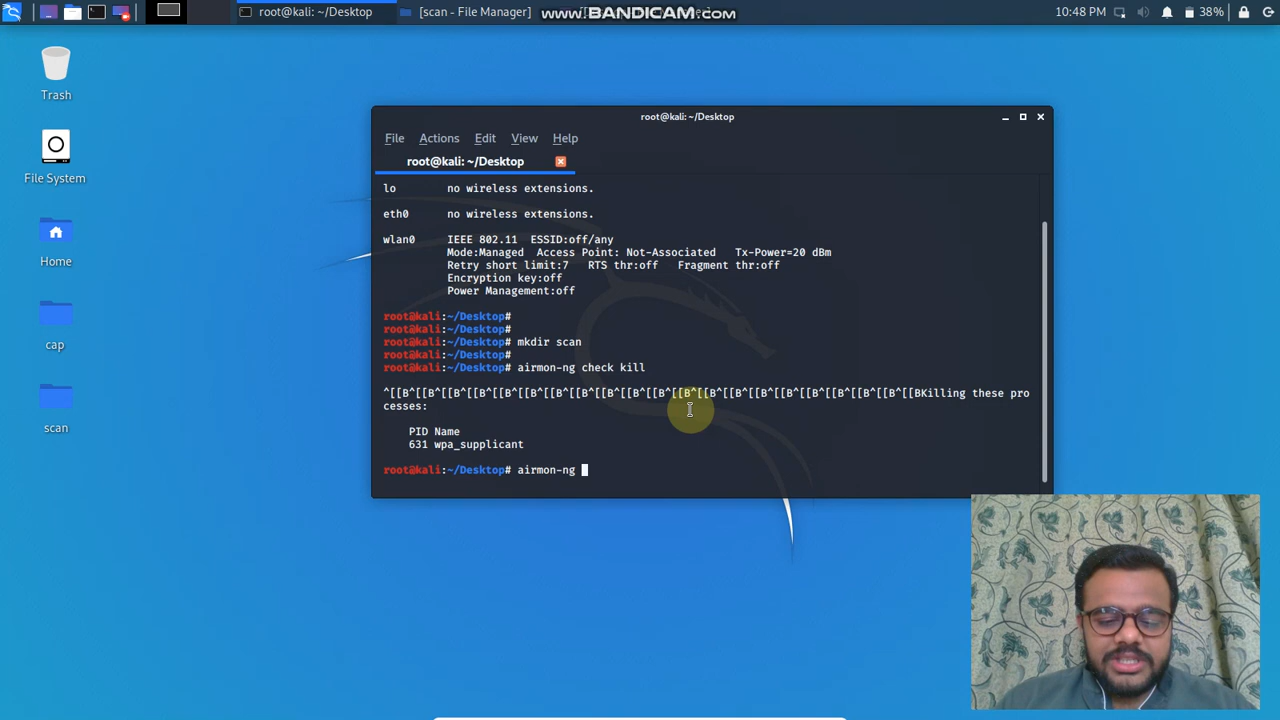 root@kali: ~/Desktop
[scan - File Manager]
www.BANDICAM.com
10:48 PM
38%
Trash
File System
Home
cap
scan
root@kali: ~/Desktop
File Actions Edit View Help
root@kali: ~/Desktop
lo no wireless extensions.
eth0 no wireless extensions.
wlan0 IEEE 802.11 ESSID:off/any
Mode:Managed Access Point: Not-Associated Tx-Power=20 dBm
Retry short limit:7 RTS thr:off Fragment thr:off
Encryption key:off
Power Management:off
root@kali:~/Desktop#
root@kali:~/Desktop#
root@kali:~/Desktop# mkdir scan
root@kali:~/Desktop#
root@kali:~/Desktop# airmon-ng check kill
^[[B^[[B^[[B^[[B^[[B^[[B^[[B^[[B^[[B^[[B^[[B^[[B^[[B^[[B^[[B^[[B^[[B^[[B^[[B^[[B^[[BKilling these pro
cesses:
PID Name
631 wpa_supplicant
root@kali:~/Desktop# airmon-ng